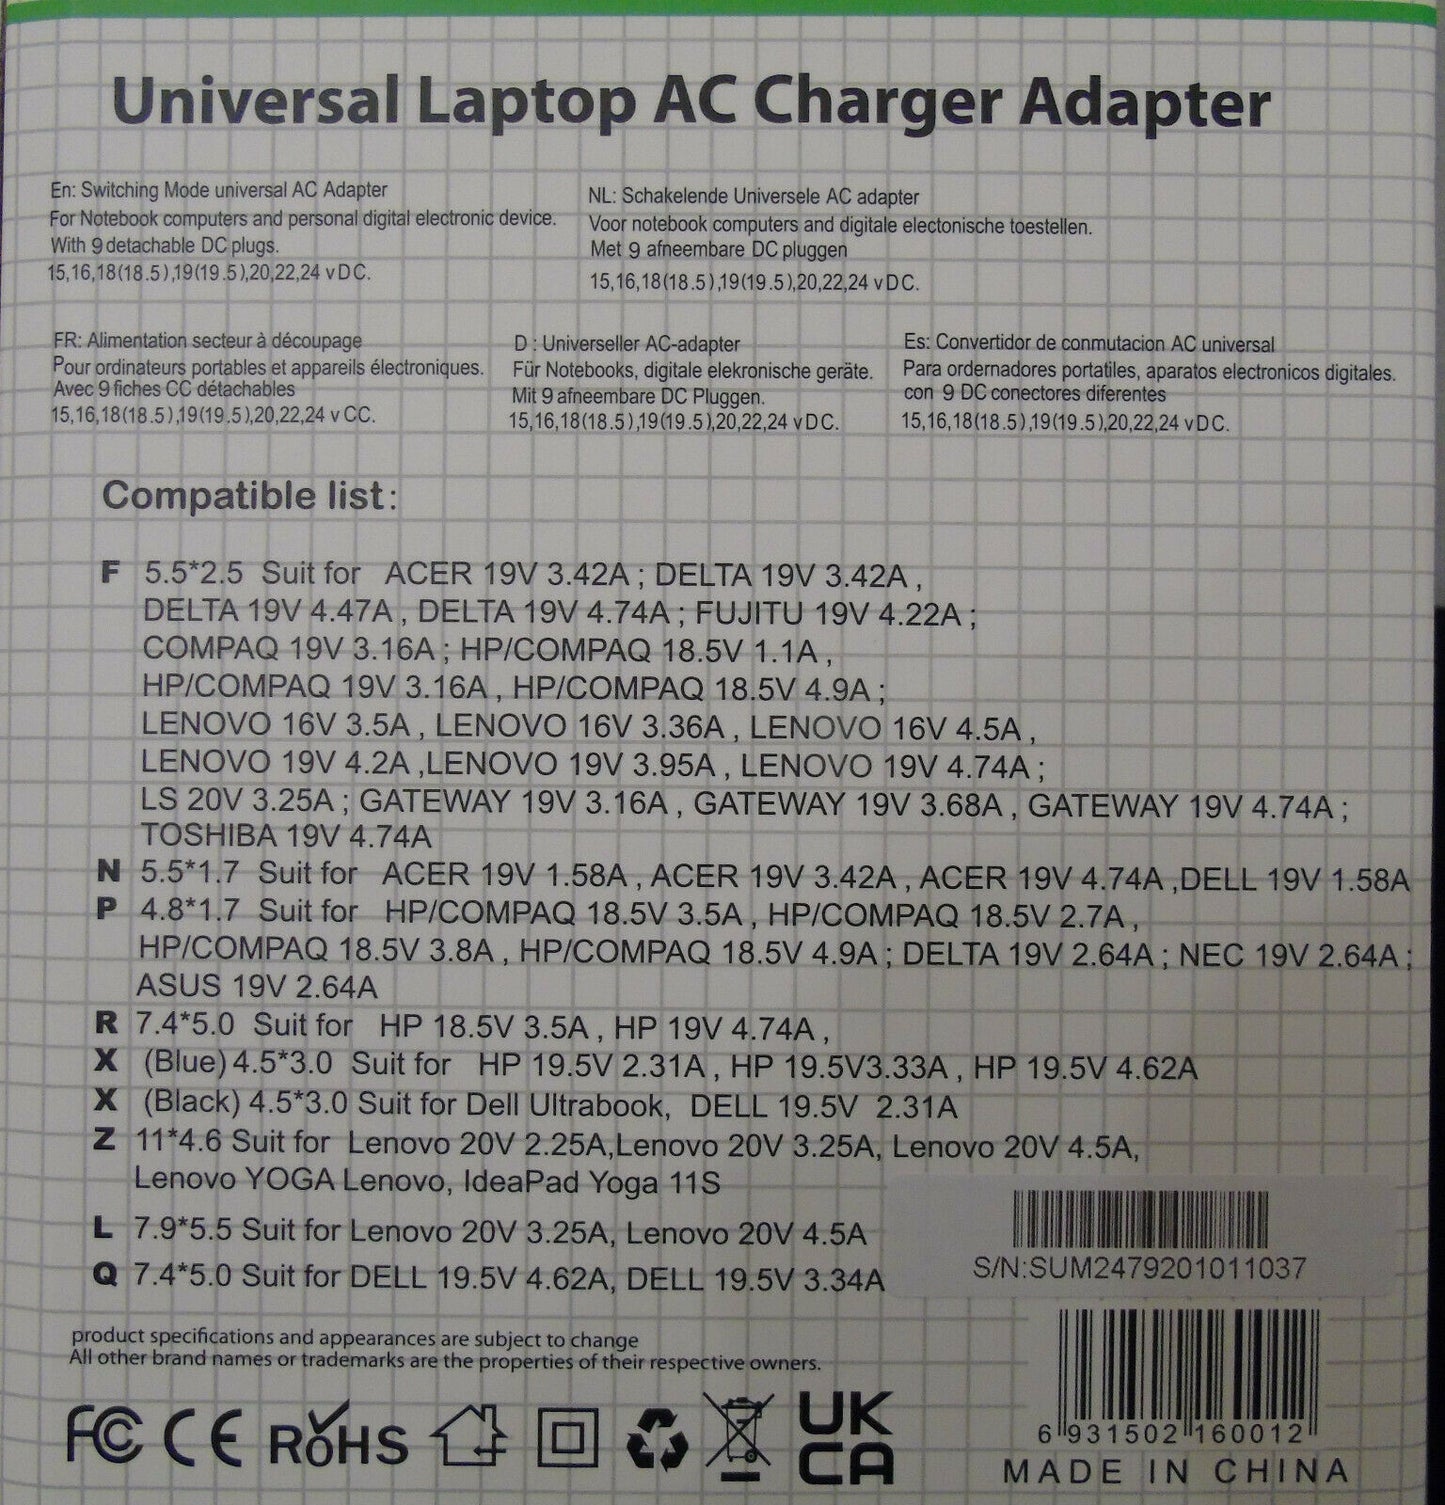 Universal Laptop AC Charger Adapter
En: Switching Mode universal AC Adapter
For Notebook computers and personal digital electronic device.
With 9 detachable DC plugs.
15,16,18(18.5),19(19.5),20,22,24 vDC.
NL: Schakelende Universele AC adapter
Voor notebook computers and digitale electonische toestellen.
Met 9 afneembare DC pluggen
15,16,18(18.5),19(19.5),20,22,24 vDC.
FR: Alimentation secteur à découpage
Pour ordinateurs portables et appareils électroniques.
Avec 9 fiches CC détachables
15,16,18(18.5),19(19.5),20,22,24 vCC.
D : Universeller AC-adapter
Für Notebooks, digitale elekronische geräte.
Mit 9 afneembare DC Pluggen.
15,16,18(18.5),19(19.5),20,22,24 vDC.
Es: Convertidor de conmutacion AC universal
Para ordernadores portatiles, aparatos electronicos digitales.
con 9 DC conectores diferentes
15,16,18(18.5),19(19.5),20,22,24 vDC.
Compatible list:
F 5.5*2.5 Suit for ACER 19V 3.42A ; DELTA 19V 3.42A ,
DELTA 19V 4.47A , DELTA 19V 4.74A ; FUJITU 19V 4.22A ;
COMPAQ 19V 3.16A ; HP/COMPAQ 18.5V 1.1A ,
HP/COMPAQ 19V 3.16A , HP/COMPAQ 18.5V 4.9A ;
LENOVO 16V 3.5A , LENOVO 16V 3.36A , LENOVO 16V 4.5A ,
LENOVO 19V 4.2A ,LENOVO 19V 3.95A , LENOVO 19V 4.74A ;
LS 20V 3.25A ; GATEWAY 19V 3.16A , GATEWAY 19V 3.68A , GATEWAY 19V 4.74A ;
TOSHIBA 19V 4.74A
N 5.5*1.7 Suit for ACER 19V 1.58A , ACER 19V 3.42A , ACER 19V 4.74A ,DELL 19V 1.58A
P 4.8*1.7 Suit for HP/COMPAQ 18.5V 3.5A , HP/COMPAQ 18.5V 2.7A ,
HP/COMPAQ 18.5V 3.8A , HP/COMPAQ 18.5V 4.9A ; DELTA 19V 2.64A ; NEC 19V 2.64A ;
ASUS 19V 2.64A
R 7.4*5.0 Suit for HP 18.5V 3.5A , HP 19V 4.74A ,
X (Blue) 4.5*3.0 Suit for HP 19.5V 2.31A , HP 19.5V3.33A , HP 19.5V 4.62A
X (Black) 4.5*3.0 Suit for Dell Ultrabook, DELL 19.5V 2.31A
Z 11*4.6 Suit for Lenovo 20V 2.25A,Lenovo 20V 3.25A, Lenovo 20V 4.5A,
Lenovo YOGA Lenovo, IdeaPad Yoga 11S
L 7.9*5.5 Suit for Lenovo 20V 3.25A, Lenovo 20V 4.5A
Q 7.4*5.0 Suit for DELL 19.5V 4.62A, DELL 19.5V 3.34A
S/N:SUM2479201011037
product specifications and appearances are subject to change
All other brand names or trademarks are the properties of their respective owners.
FC CE RoHS UK
CA
6 931502 160012
MADE IN CHINA